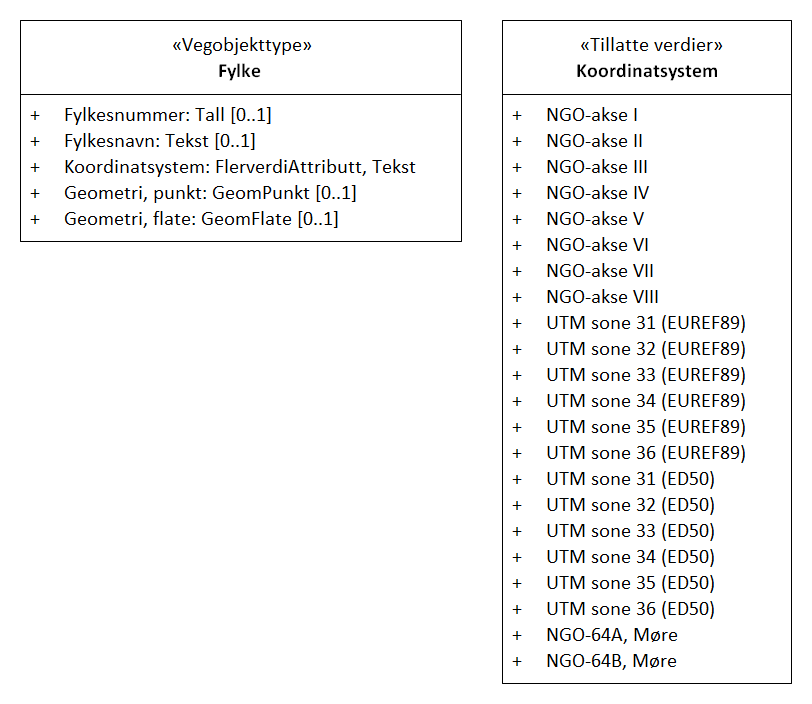 «Vegobjekttype»
Fylke
+ Fylkesnummer: Tall [0..1]
+ Fylkesnavn: Tekst [0..1]
+ Koordinatsystem: FlerverdiAttributt, Tekst
+ Geometri, punkt: GeomPunkt [0..1]
+ Geometri, flate: GeomFlate [0..1]
«Tillatte verdier»
Koordinatsystem
+ NGO-akse I
+ NGO-akse II
+ NGO-akse III
+ NGO-akse IV
+ NGO-akse V
+ NGO-akse VI
+ NGO-akse VII
+ NGO-akse VIII
+ UTM sone 31 (EUREF89)
+ UTM sone 32 (EUREF89)
+ UTM sone 33 (EUREF89)
+ UTM sone 34 (EUREF89)
+ UTM sone 35 (EUREF89)
+ UTM sone 36 (EUREF89)
+ UTM sone 31 (ED50)
+ UTM sone 32 (ED50)
+ UTM sone 33 (ED50)
+ UTM sone 34 (ED50)
+ UTM sone 35 (ED50)
+ UTM sone 36 (ED50)
+ NGO-64A, Møre
+ NGO-64B, Møre